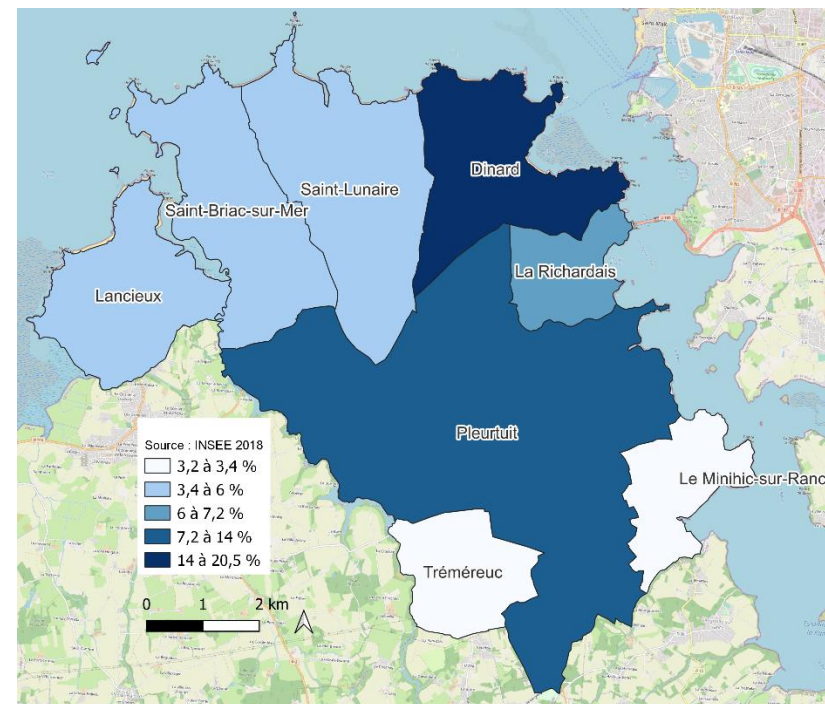 Dinard
Saint-Lunaire
Saint-Briac-sur-Mer
La Richardais
Lancieux
Pleurtuit
Le Minihic-sur-Ranc
Tréméreuc
Source : INSEE 2018
3,2 à 3,4 %
3,4 à 6 %
6 à 7,2 %
7,2 à 14 %
14 à 20,5 %
0 1 2 km